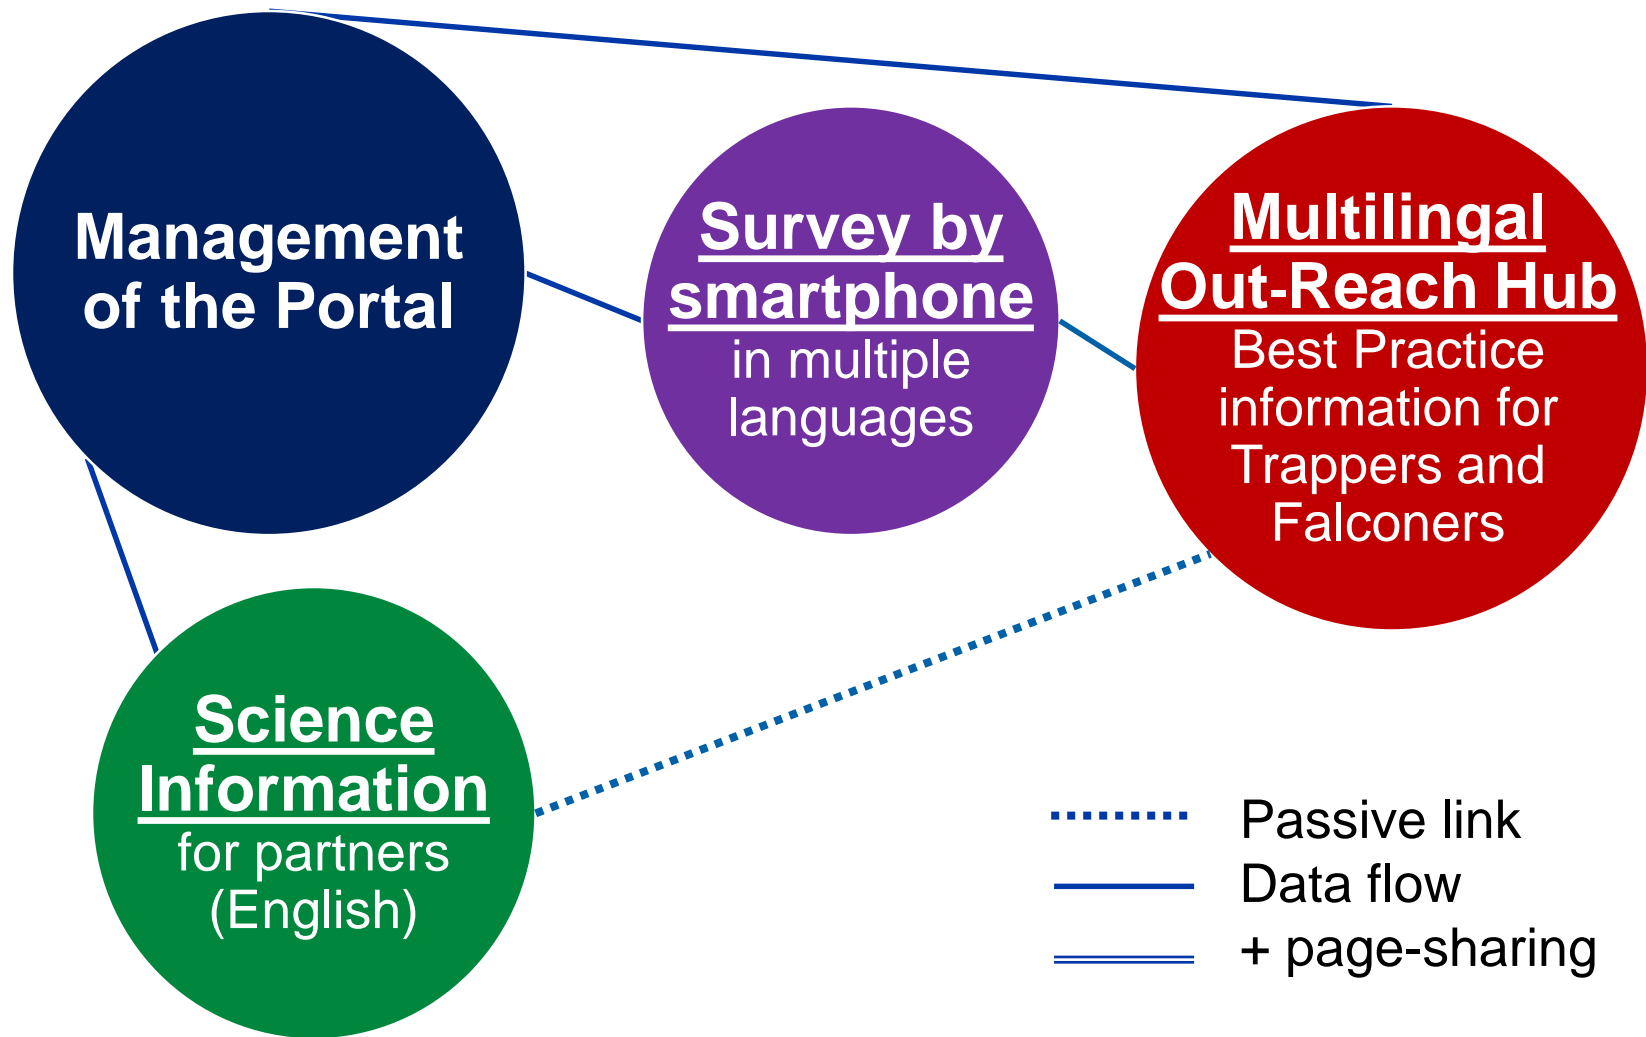 Management
of the Portal
Survey by
smartphone
in multiple
languages
Multilingal
Out-Reach Hub
Best Practice
information for
Trappers and
Falconers
Science
Information
for partners
(English)
Passive link
Data flow
+ page-sharing